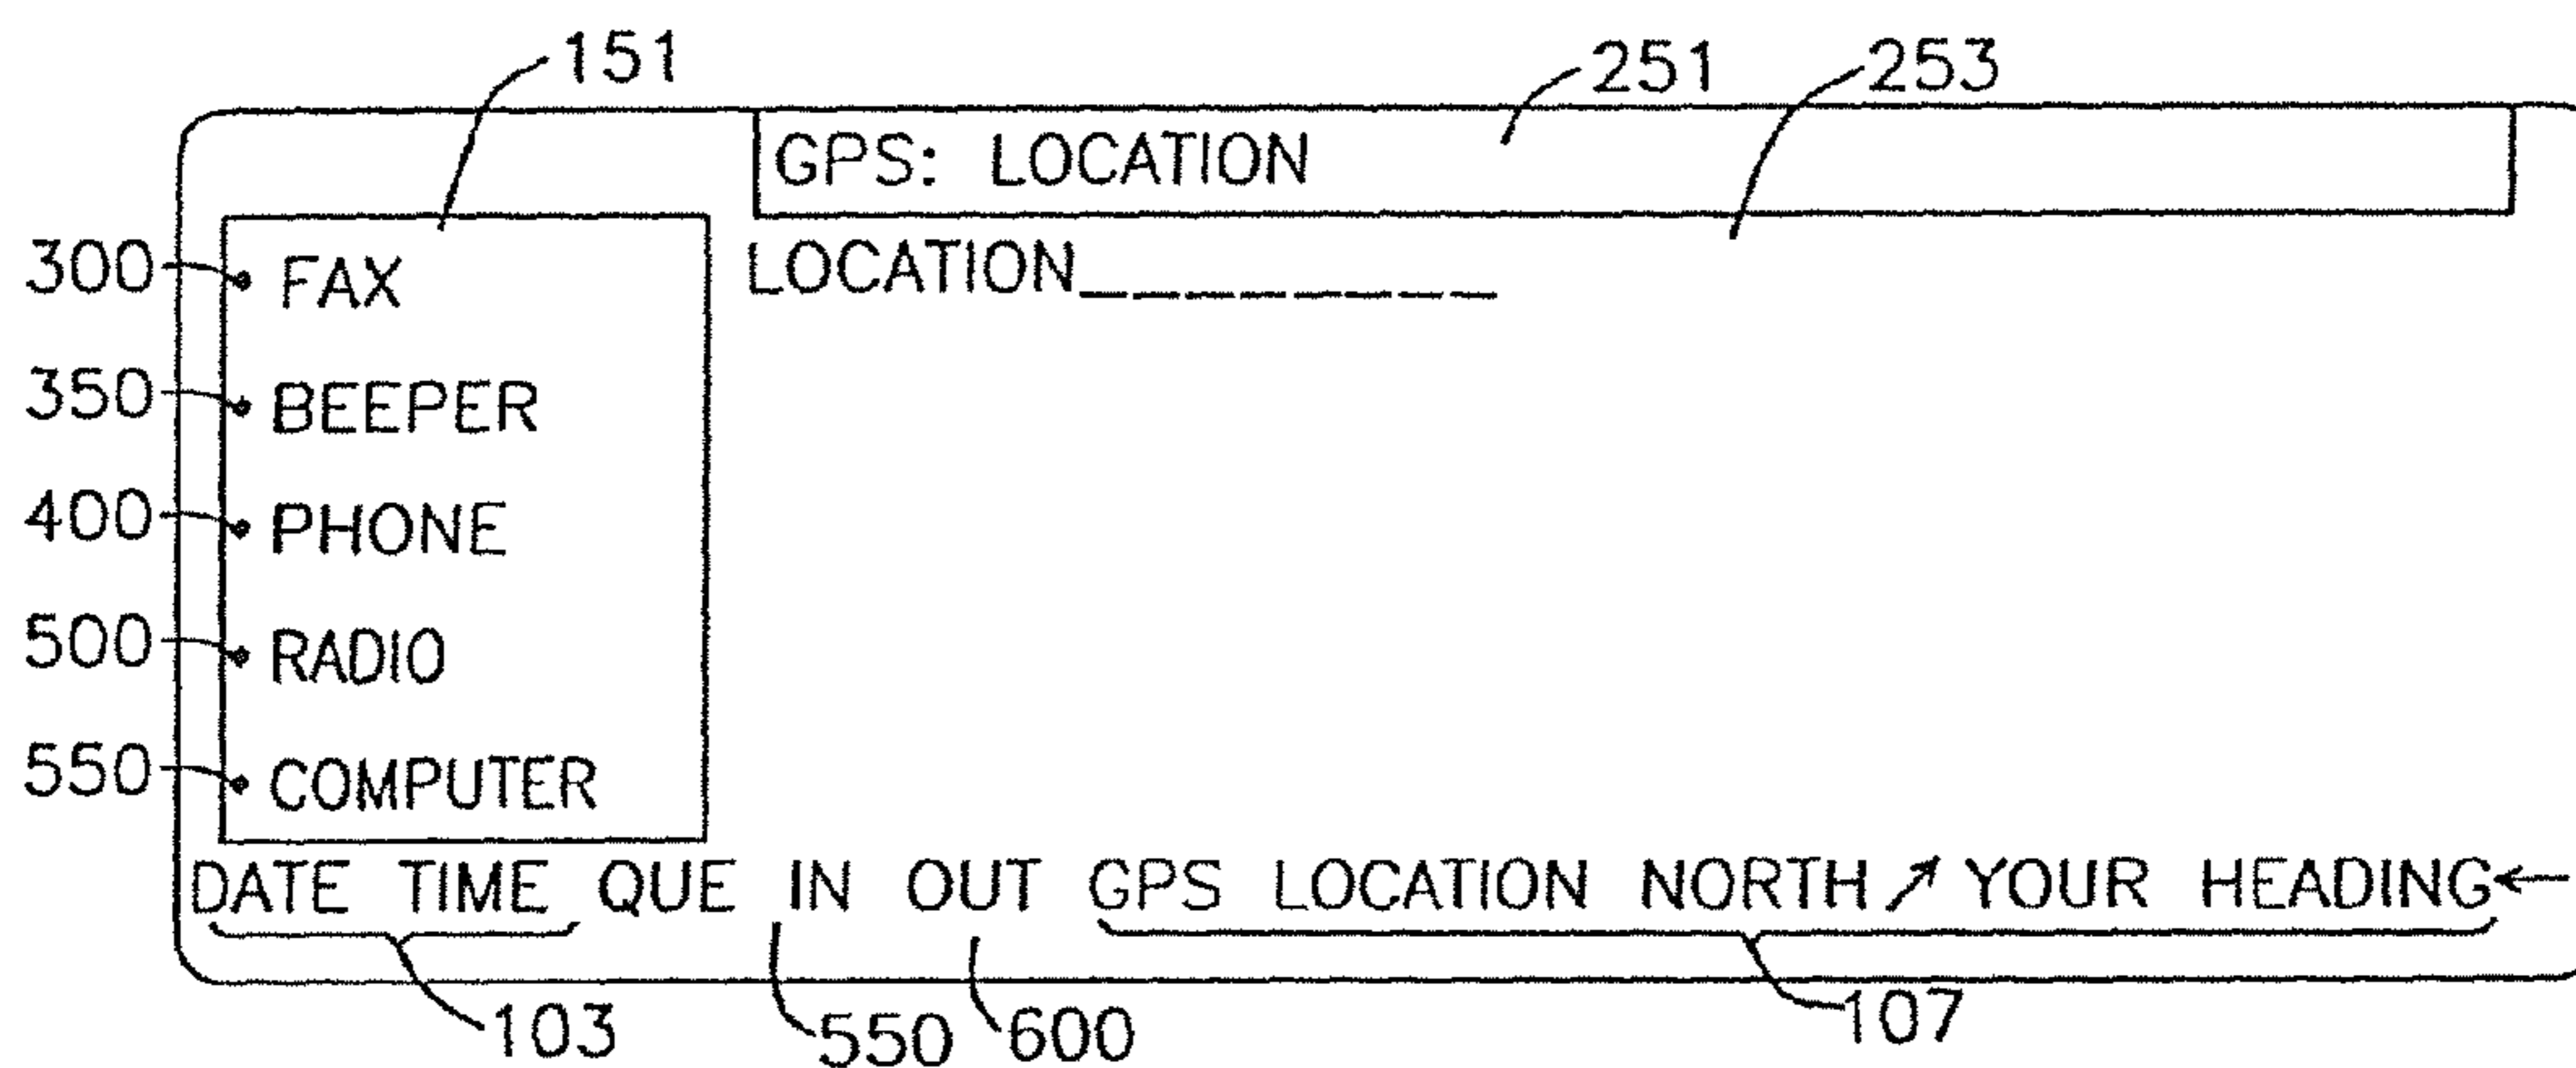 151
251
253
GPS: LOCATION
300 FAX
LOCATION_ _ _ _ _ _ _ _
350 BEEPER
400 PHONE
500 RADIO
550 COMPUTER
DATE TIME QUE IN OUT GPS LOCATION NORTH ↗ YOUR HEADING ←
103
550
600
107